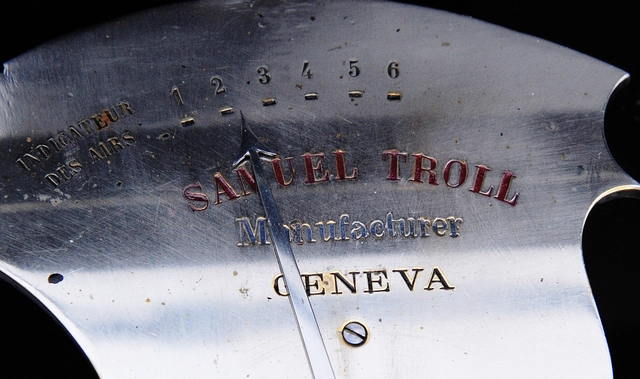 1 2 3 4 5 6
INDICATEUR
DES AIRS
SAMUEL TROLL
Manufacturer
GENEVA